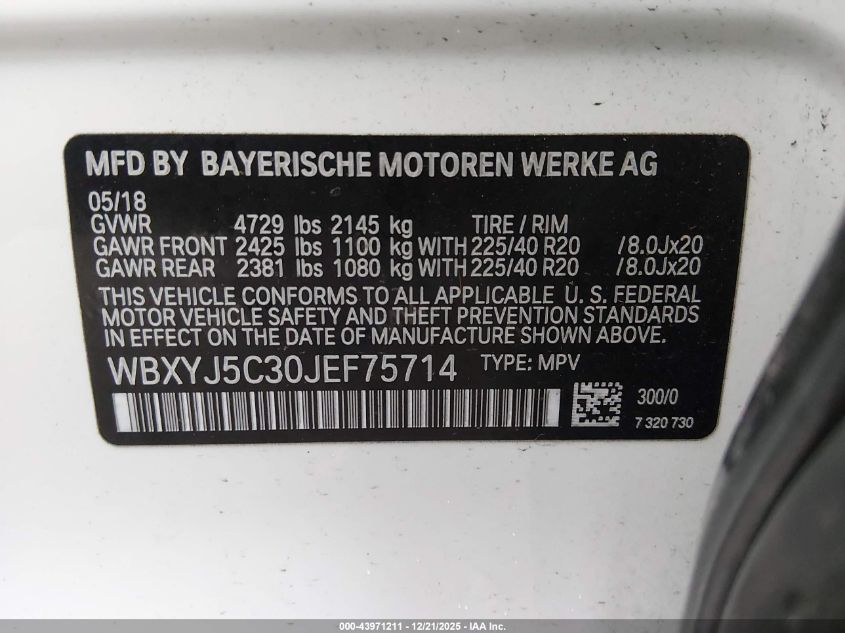 MFD BY BAYERISCHE MOTOREN WERKE AG
05/18
GVWR 4729 lbs 2145 kg TIRE / RIM
GAWR FRONT 2425 lbs 1100 kg WITH 225/40 R20 /8.0Jx20
GAWR REAR 2381 lbs 1080 kg WITH 225/40 R20 /8.0Jx20
THIS VEHICLE CONFORMS TO ALL APPLICABLE U. S. FEDERAL
MOTOR VEHICLE SAFETY AND THEFT PREVENTION STANDARDS
IN EFFECT ON THE DATE OF MANUFACTURE SHOWN ABOVE.
WBXYJ5C30JEF75714 TYPE: MPV
300/0
7 320 730
000-43971211 - 12/21/2025 - IAA Inc.